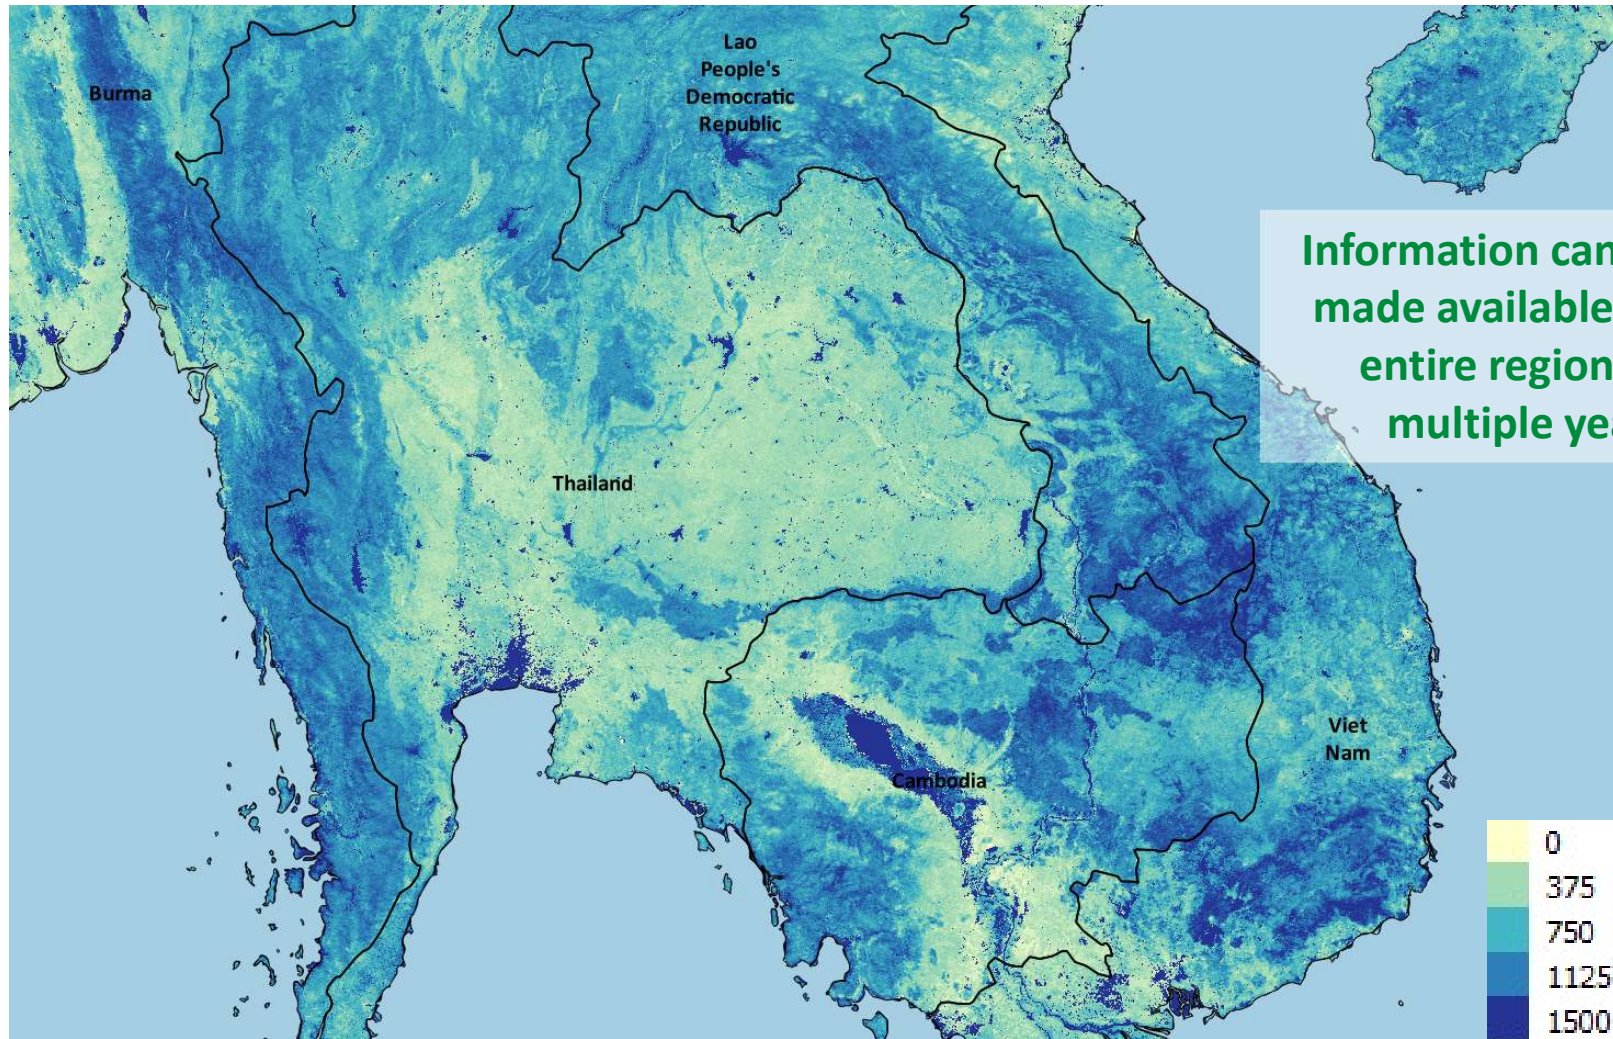 Lao
People's
Democratic
Republic
Burma
Information can
made available
entire region
multiple yea
Thailand
Viet
Nam
Cambodia
0
375
750
1125
1500